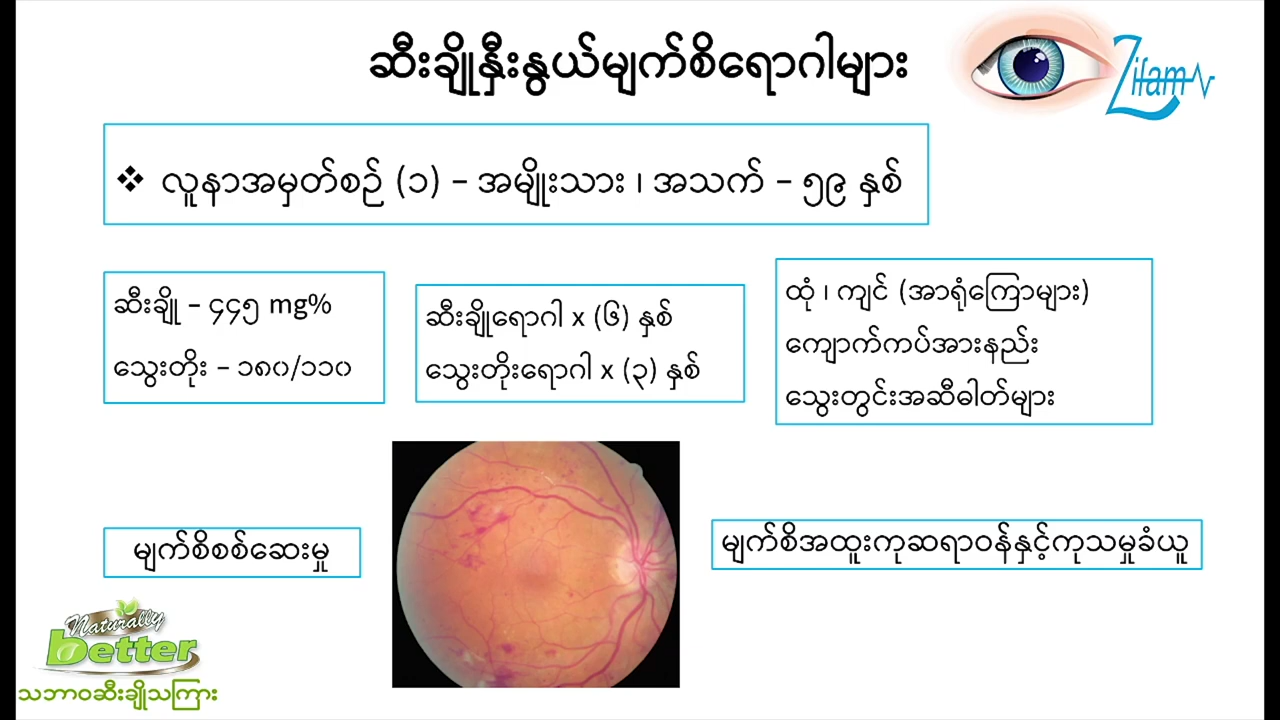 ဆီးချိုနှီးနွယ်မျက်စိရောဂါများ
Zifam
❖ လူနာအမှတ်စဉ် (၁) – အမျိုးသား ၊ အသက် – ၅၉ နှစ်
ဆီးချို – ၄၄၅ mg%
သွေးတိုး – ၁၈၀/၁၁၀
ဆီးချိုရောဂါ x (၆) နှစ်
သွေးတိုးရောဂါ x (၃) နှစ်
ထုံ ၊ ကျင် (အာရုံကြောများ)
ကျောက်ကပ်အားနည်း
သွေးတွင်းအဆီဓါတ်များ
မျက်စိစစ်ဆေးမှု
မျက်စိအထူးကုဆရာဝန်နှင့်ကုသမှုခံယူ
Naturally
better
သဘာဝဆီးချိုသကြား